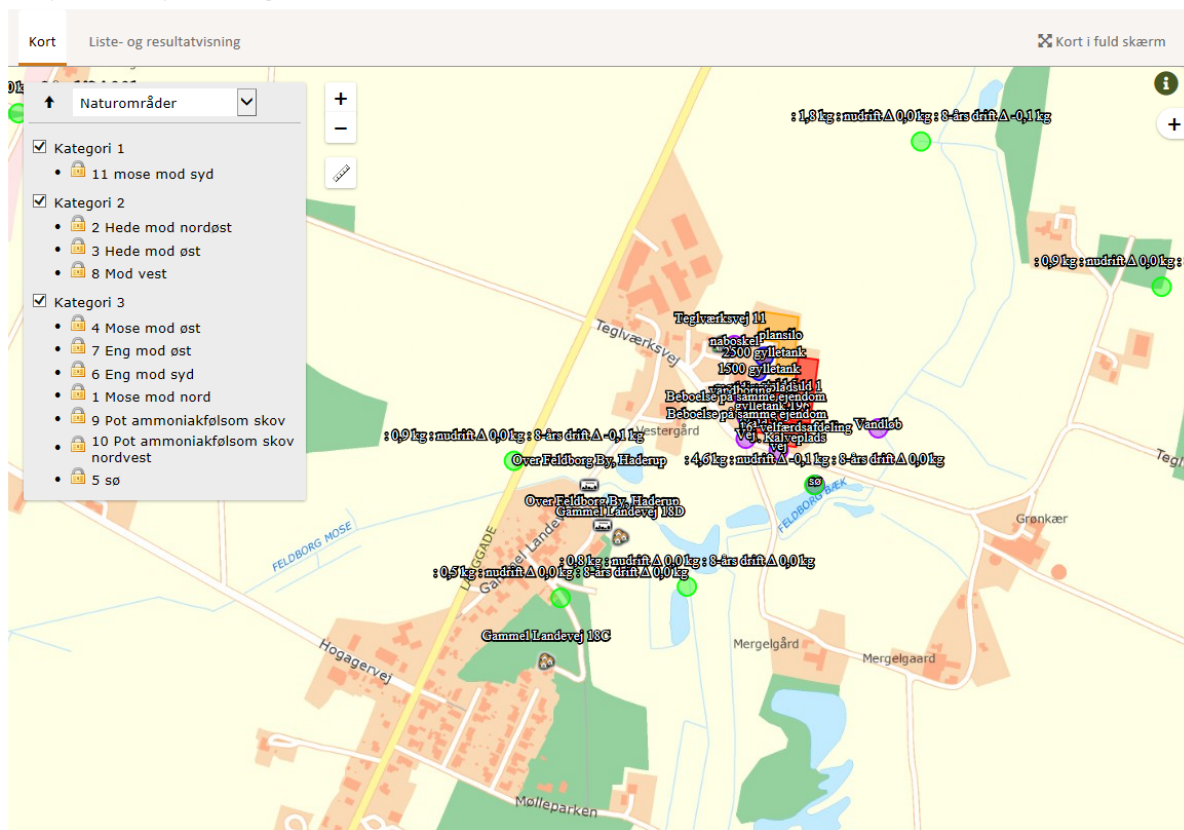 Kort
Liste- og resultatvisning
Kort i fuld skærm
Naturområder
+
−
i
+
Kategori 1
• 11 mose mod syd
Kategori 2
• 2 Hede mod nordøst
• 3 Hede mod øst
• 8 Mod vest
Kategori 3
• 4 Mose mod øst
• 7 Eng mod øst
• 6 Eng mod syd
• 1 Mose mod nord
• 9 Pot ammoniakfølsom skov
• 10 Pot ammoniakfølsom skov
nordvest
• 5 sø
: 1,8 kg : nudrift Δ 0,0 kg : 8-års drift Δ -0,1 kg
: 0,9 kg : nudrift Δ 0,0 kg :
Teglværksvej 11
Teglværksvej
plansilo
naboskel
2500 gylletank
1500 gylletank
Beboelse på samme ejendom
gylletank
Beboelse på samme ejendom
velfærdsafdeling
Vej
Kalveplads
vej
Vandløb
Vestergård
: 0,9 kg : nudrift Δ 0,0 kg : 8-års drift Δ -0,1 kg
Over Feldborg By, Haderup
: 4,6 kg : nudrift Δ -0,1 kg : 8-års drift Δ 0,0 kg
Tegl
sø
FELDBORG BÆK
Over Feldborg By, Haderup
Gammel Landevej 18D
Grønkær
FELDBORG MOSE
Gammel Landevej
: 0,8 kg : nudrift Δ 0,0 kg : 8-års drift Δ 0,0 kg
: 0,5 kg : nudrift Δ 0,0 kg : 8-års drift Δ 0,0 kg
Gammel Landevej 18C
Hogagervej
Mergelgård
Mergelgaard
Mølleparken